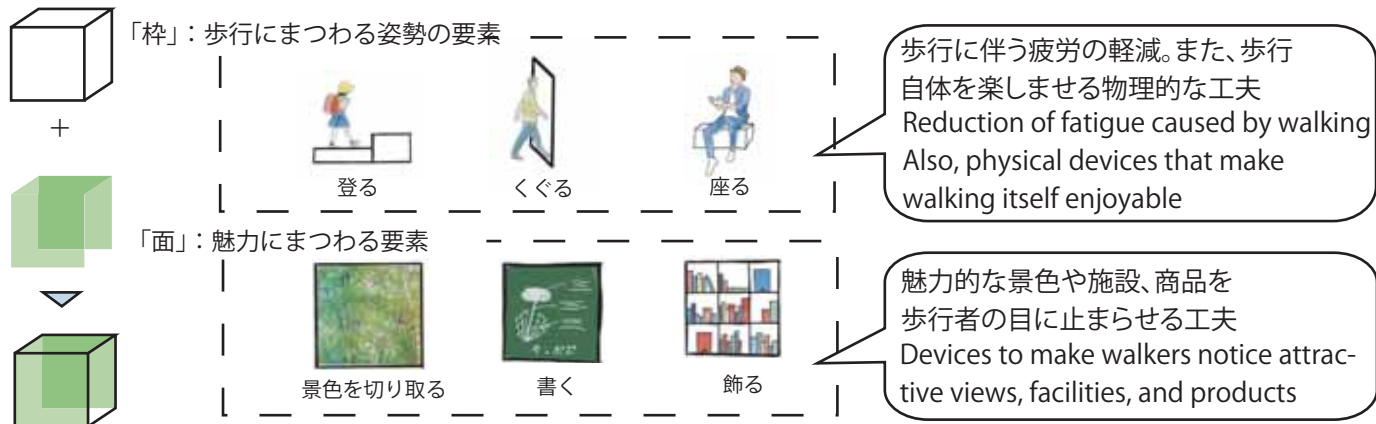 「枠」：歩行にまつわる姿勢の要素
登る
くぐる
座る
歩行に伴う疲労の軽減。また、歩行
自体を楽しませる物理的な工夫
Reduction of fatigue caused by walking
Also, physical devices that make
walking itself enjoyable
+
「面」：魅力にまつわる要素
景色を切り取る
書く
飾る
魅力的な景色や施設、商品を
歩行者の目に止まらせる工夫
Devices to make walkers notice attrac-
tive views, facilities, and products